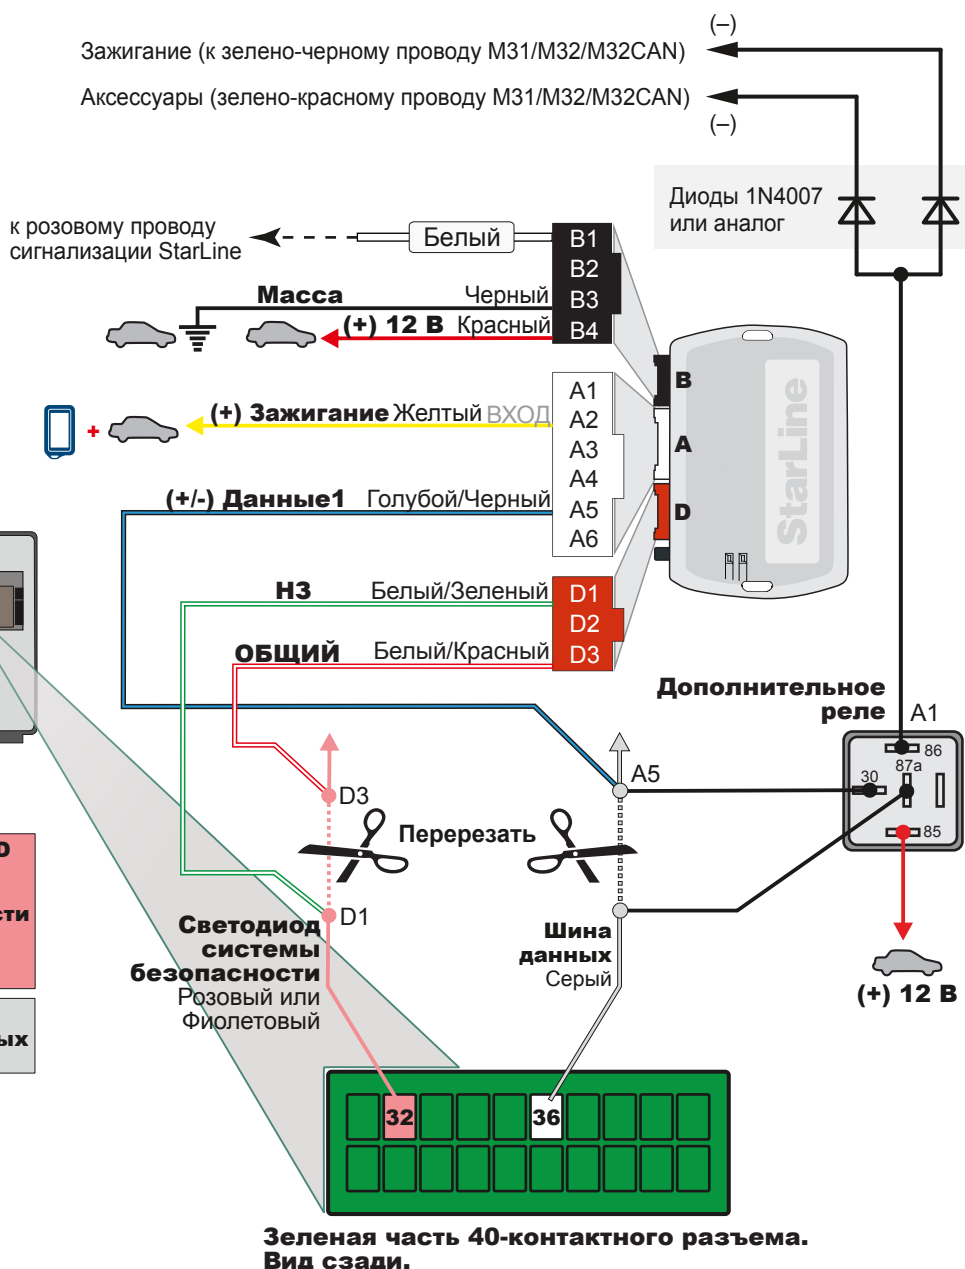 (–)
Зажигание (к зелено-черному проводу M31/M32/M32CAN)
Аксессуары (зелено-красному проводу M31/M32/M32CAN)
(–)
Диоды 1N4007
или аналог
к розовому проводу
сигнализации StarLine
Белый
B1
B2
Масса
Черный
B3
(+) 12 В
Красный
B4
B
A
D
StarLine
A1
(+) Зажигание
Желтый
ВХОД
A2
+
A3
A4
(+/-) Данные1
Голубой/Черный
A5
A6
НЗ
Белый/Зеленый
D1
D2
ОБЩИЙ
Белый/Красный
D3
Дополнительное
реле
A1
86
87a
30
85
(+) 12 В
D3
A5
Перерезать
D1
Светодиод
системы
безопасности
Розовый или
Фиолетовый
Шина
данных
Серый
D
сти
ых
32
36
Зеленая часть 40-контактного разъема.
Вид сзади.